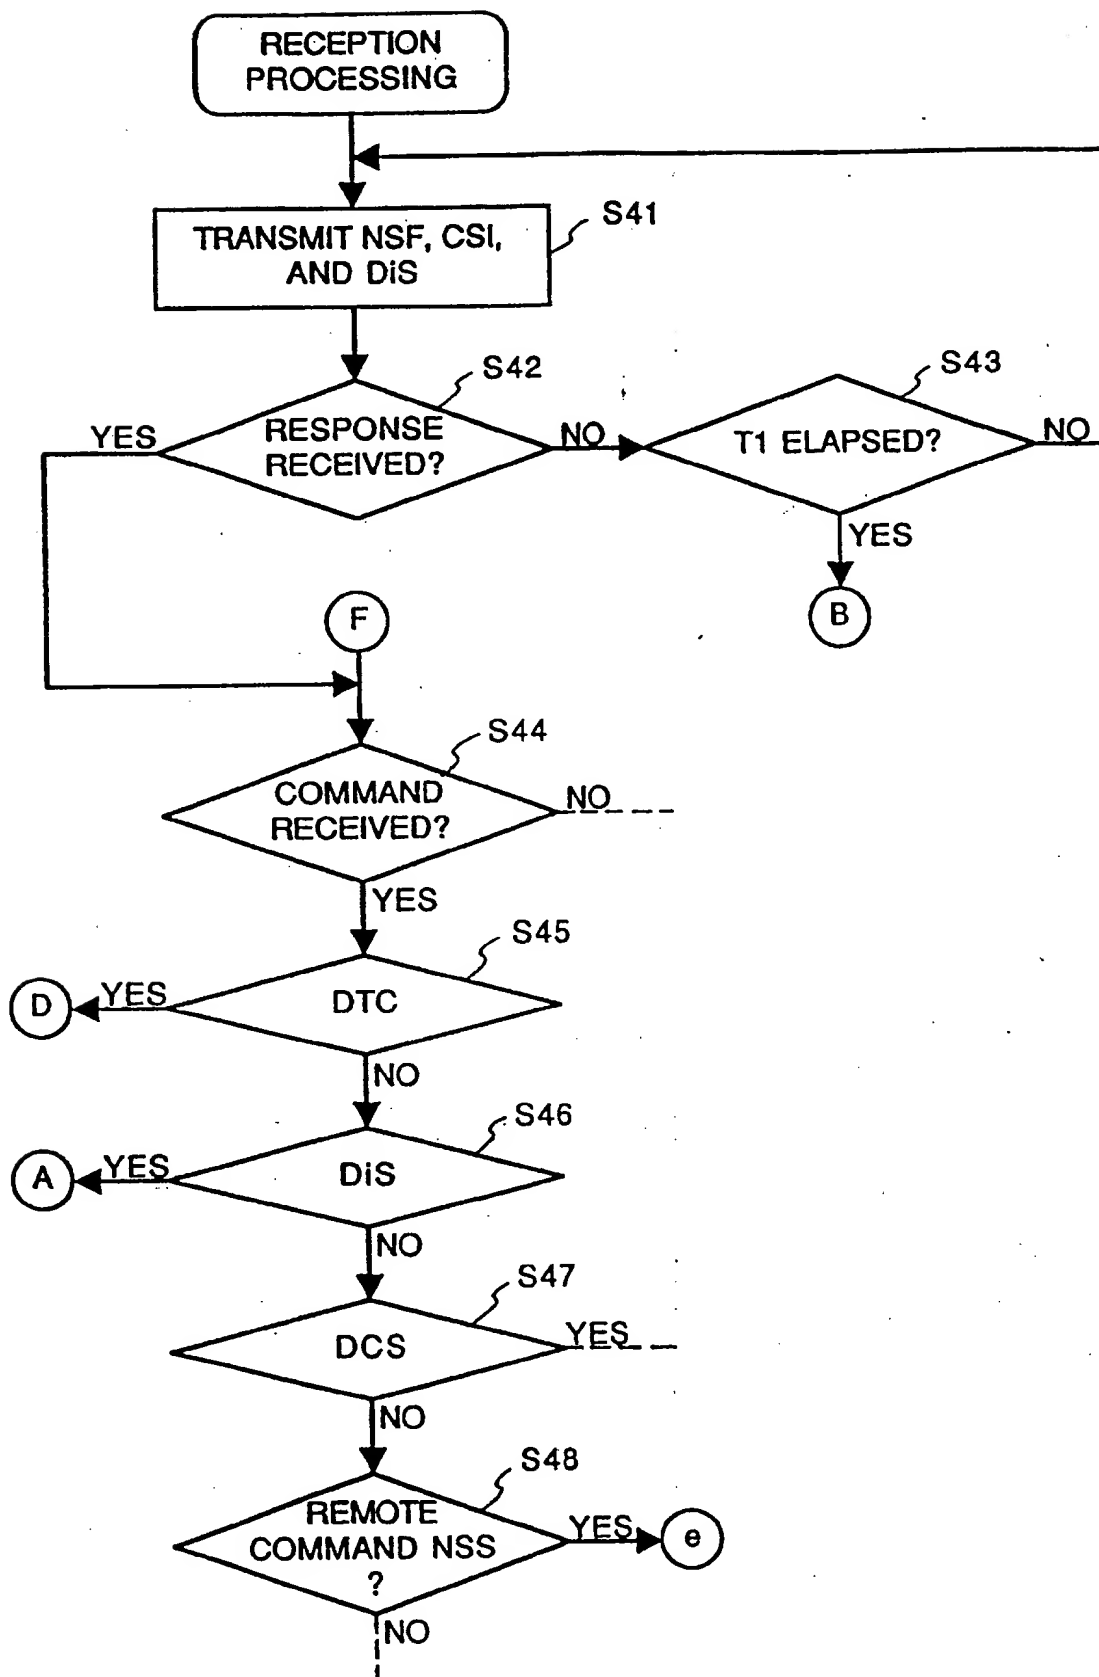 RECEPTION
PROCESSING
S41
TRANSMIT NSF, CSI,
AND DiS
S42
S43
YES
RESPONSE
RECEIVED?
NO
T1 ELAPSED?
NO
YES
B
F
S44
COMMAND
RECEIVED?
NO
YES
S45
D
YES
DTC
NO
S46
A
YES
DiS
NO
S47
DCS
YES
NO
S48
REMOTE
COMMAND NSS
?
YES
e
NO